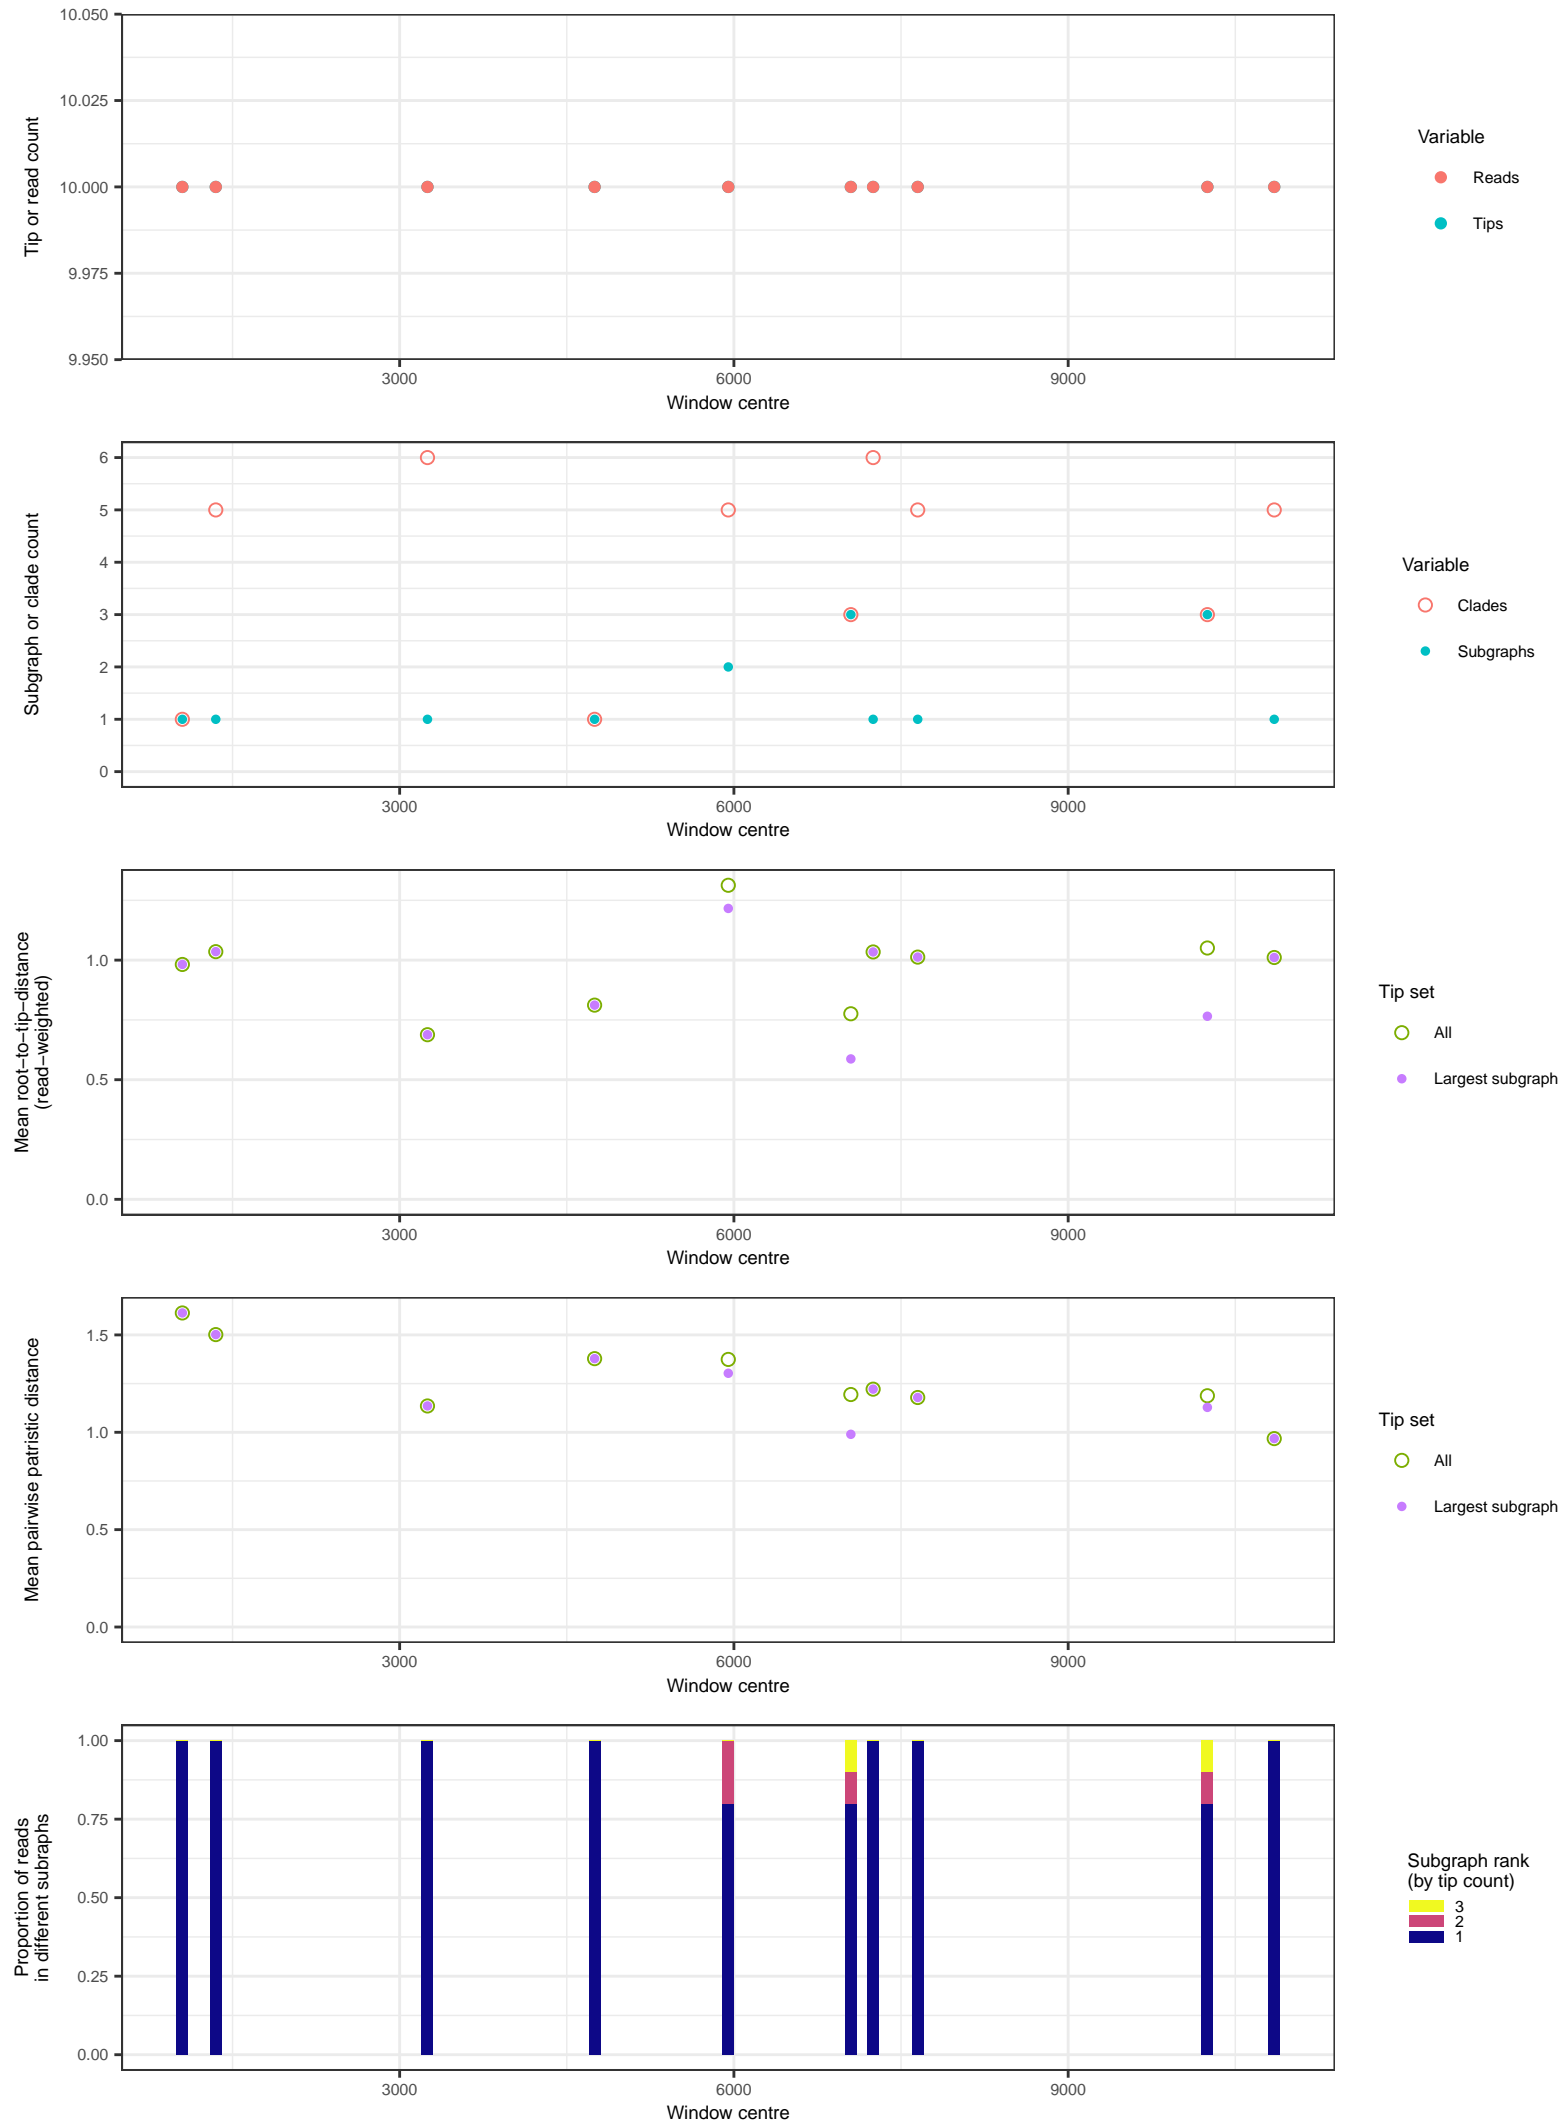 10.050
10.025
10.000
9.975
9.950
Tip or read count
3000 6000 9000
Window centre
Variable
Reads
Tips
6
5
4
3
2
1
0
Subgraph or clade count
3000 6000 9000
Window centre
Variable
Clades
Subgraphs
1.0
0.5
0.0
Mean root−to−tip−distance
(read−weighted)
3000 6000 9000
Window centre
Tip set
All
Largest subgraph
1.5
1.0
0.5
0.0
Mean pairwise patristic distance
3000 6000 9000
Window centre
Tip set
All
Largest subgraph
1.00
0.75
0.50
0.25
0.00
Proportion of reads
in different subraphs
3000 6000 9000
Window centre
Subgraph rank
(by tip count)
3
2
1